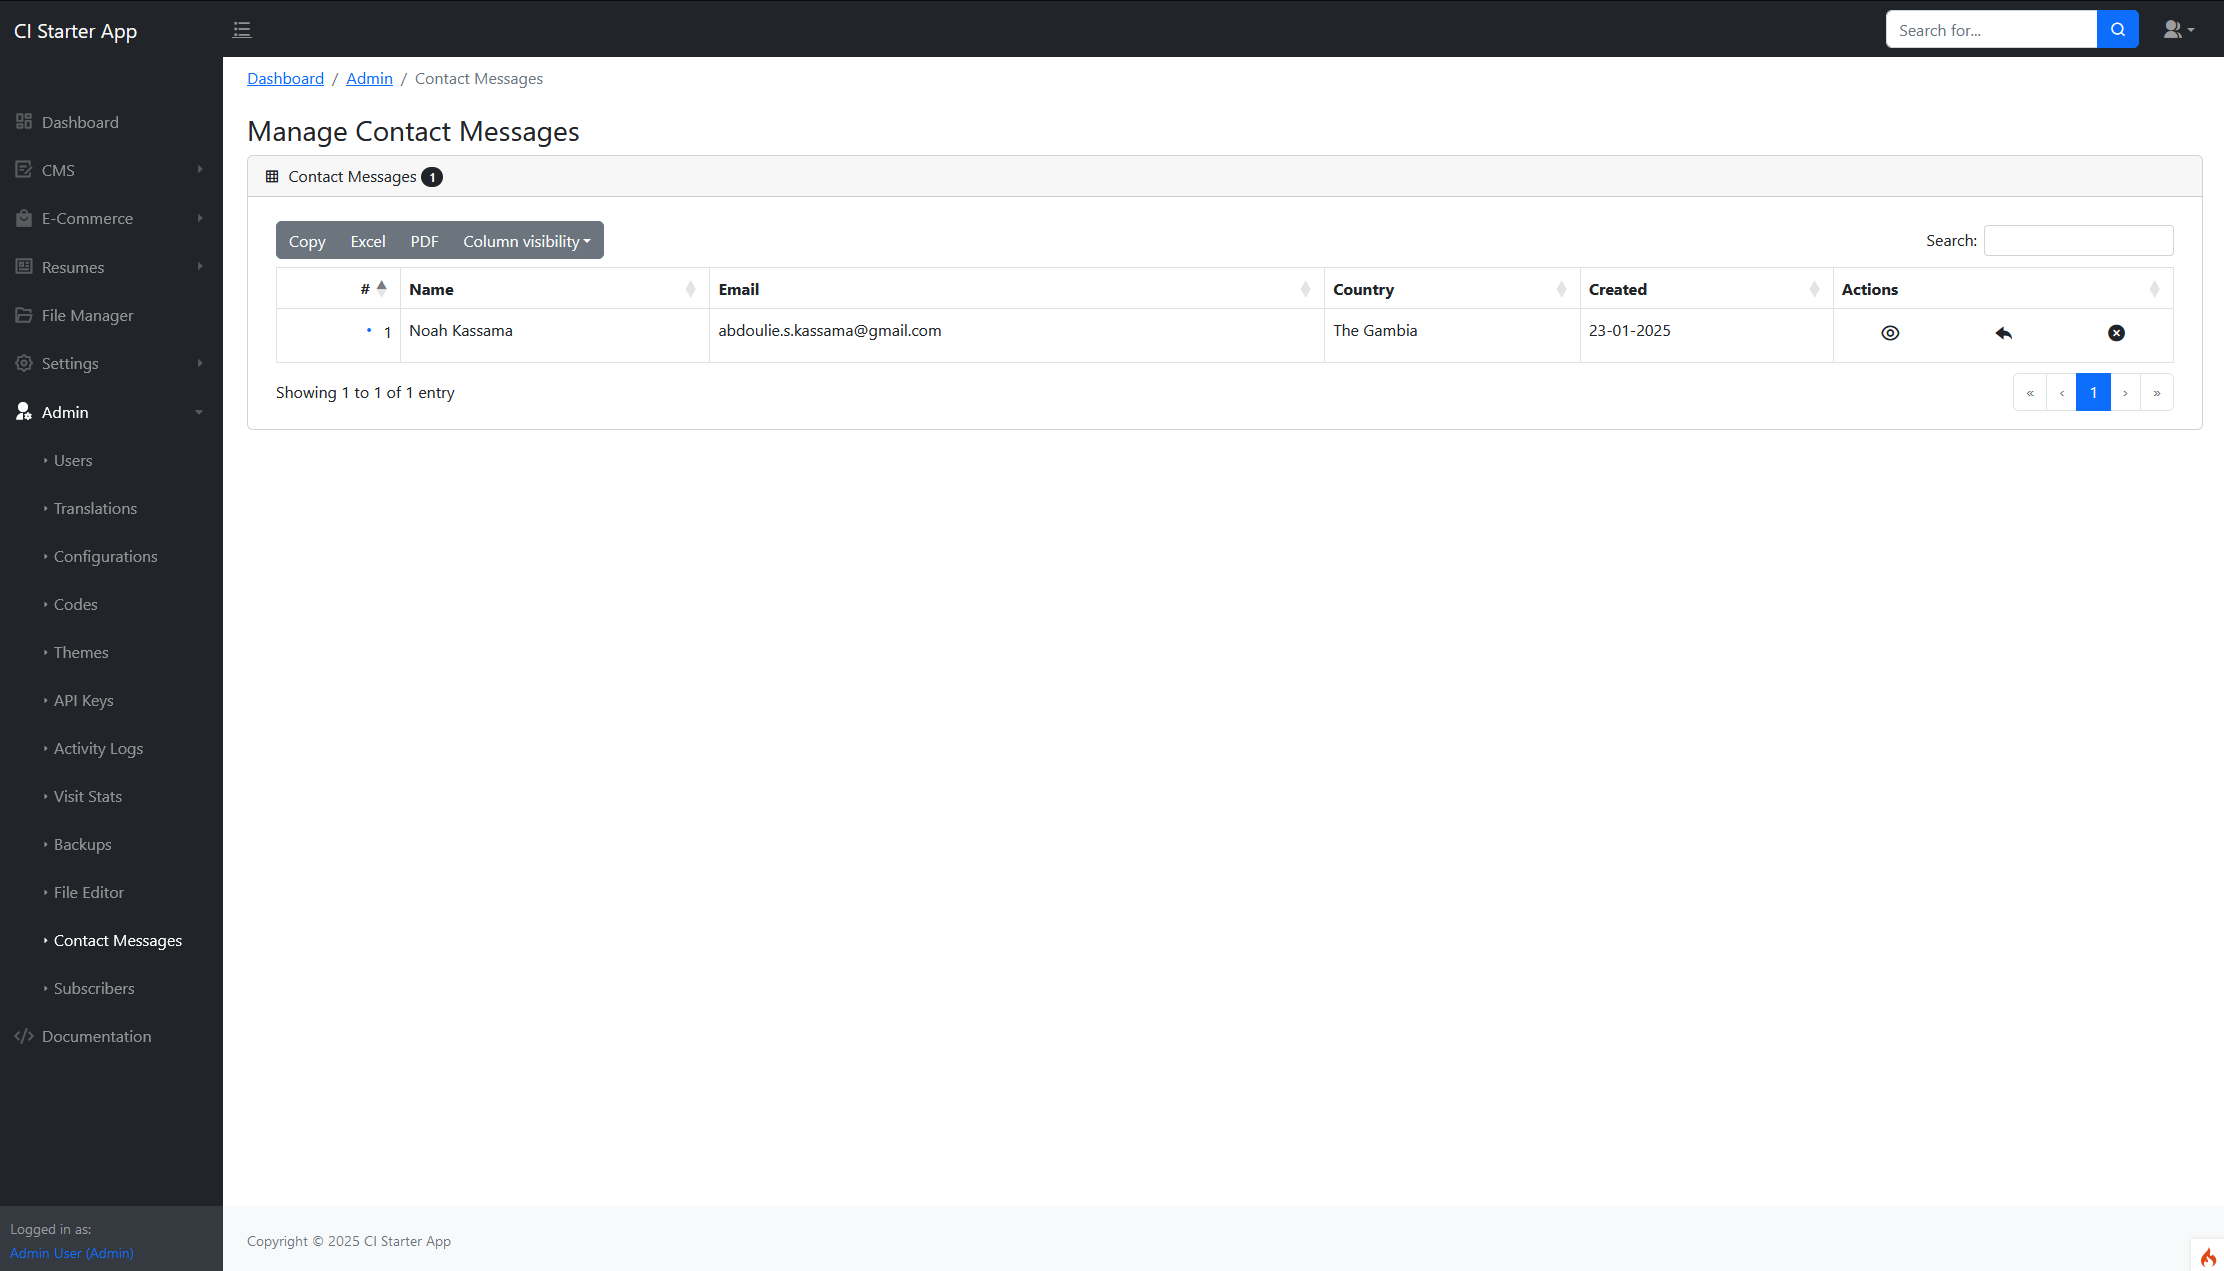 CI Starter App
Search for...
Dashboard / Admin / Contact Messages
Dashboard
CMS
E-Commerce
Resumes
File Manager
Settings
Admin
Users
Translations
Configurations
Codes
Themes
API Keys
Activity Logs
Visit Stats
Backups
File Editor
Contact Messages
Subscribers
Documentation
Logged in as:
Admin User (Admin)
Manage Contact Messages
Contact Messages 1
Copy Excel PDF Column visibility
Search:
# Name Email Country Created Actions
1 Noah Kassama abdoulie.s.kassama@gmail.com The Gambia 23-01-2025
Showing 1 to 1 of 1 entry
« ‹ 1 › »
Copyright © 2025 CI Starter App